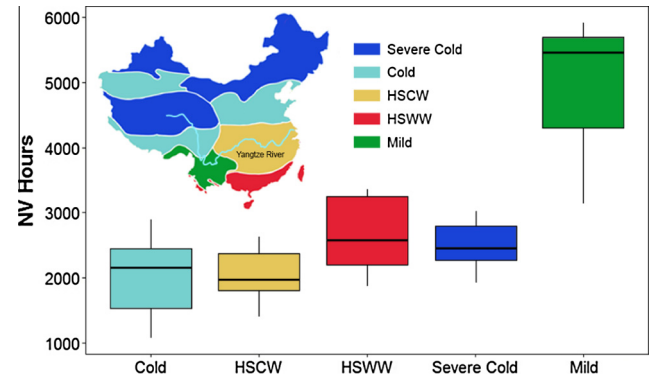 NV Hours
6000
5000
4000
3000
2000
1000
Severe Cold
Cold
HSCW
HSWW
Mild
Yangtze River
Cold HSCW HSWW Severe Cold Mild